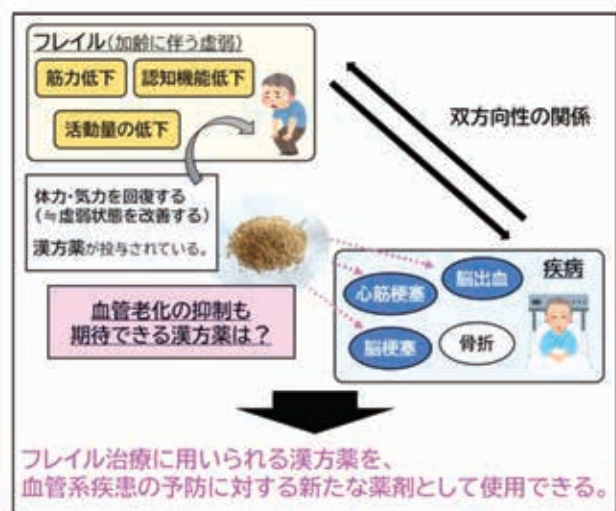 フレイル(加齢に伴う虚弱)
筋力低下
認知機能低下
活動量の低下
双方向性の関係
体力・気力を回復する
(≒虚弱状態を改善する)
漢方薬が投与されている。
血管老化の抑制も
期待できる漢方薬は？
疾病
心筋梗塞
脳出血
脳梗塞
骨折
フレイル治療に用いられる漢方薬を、
血管系疾患の予防に対する新たな薬剤として使用できる。